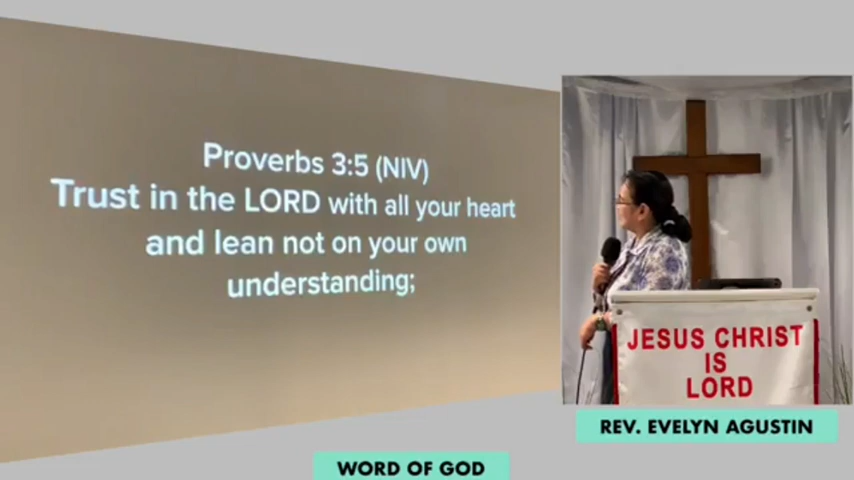 Proverbs 3:5 (NIV)
Trust in the LORD with all your heart
and lean not on your own
understanding;
JESUS CHRIST
IS
LORD
REV. EVELYN AGUSTIN
WORD OF GOD